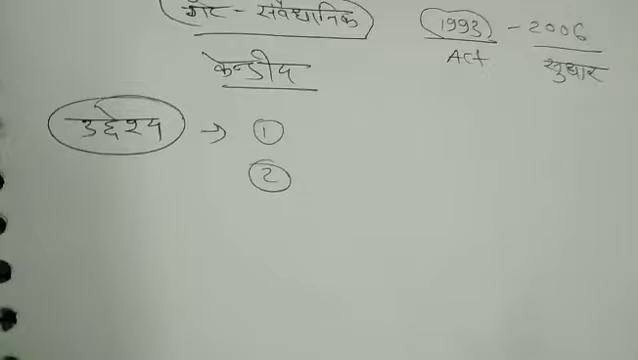 गैर - संवैधानिक
1993 - 2006
Act सुधार
केन्द्रीय
उद्देश्य → ①
②